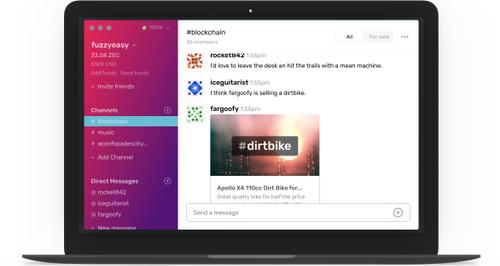 100%
fuzzyeasy
33.58 ZEC
$309 USD
Add funds Send funds
+ Invite friends
Channels
# blockchain
# music
# aceofspadescity...
+ Add Channel
Direct Messages
rocket842
iceguitarist
fargoofy
+ New message
#blockchain
56 members
All
For sale
rocket842 1:55pm
I'd love to leave the desk an hit the trails with a mean machine.
iceguitarist 1:55pm
I think fargoofy is selling a dirtbike.
fargoofy 1:55pm
#dirtbike
Apollo X4 110cc Dirt Bike for...
Great quality bike for half the price
Send a message